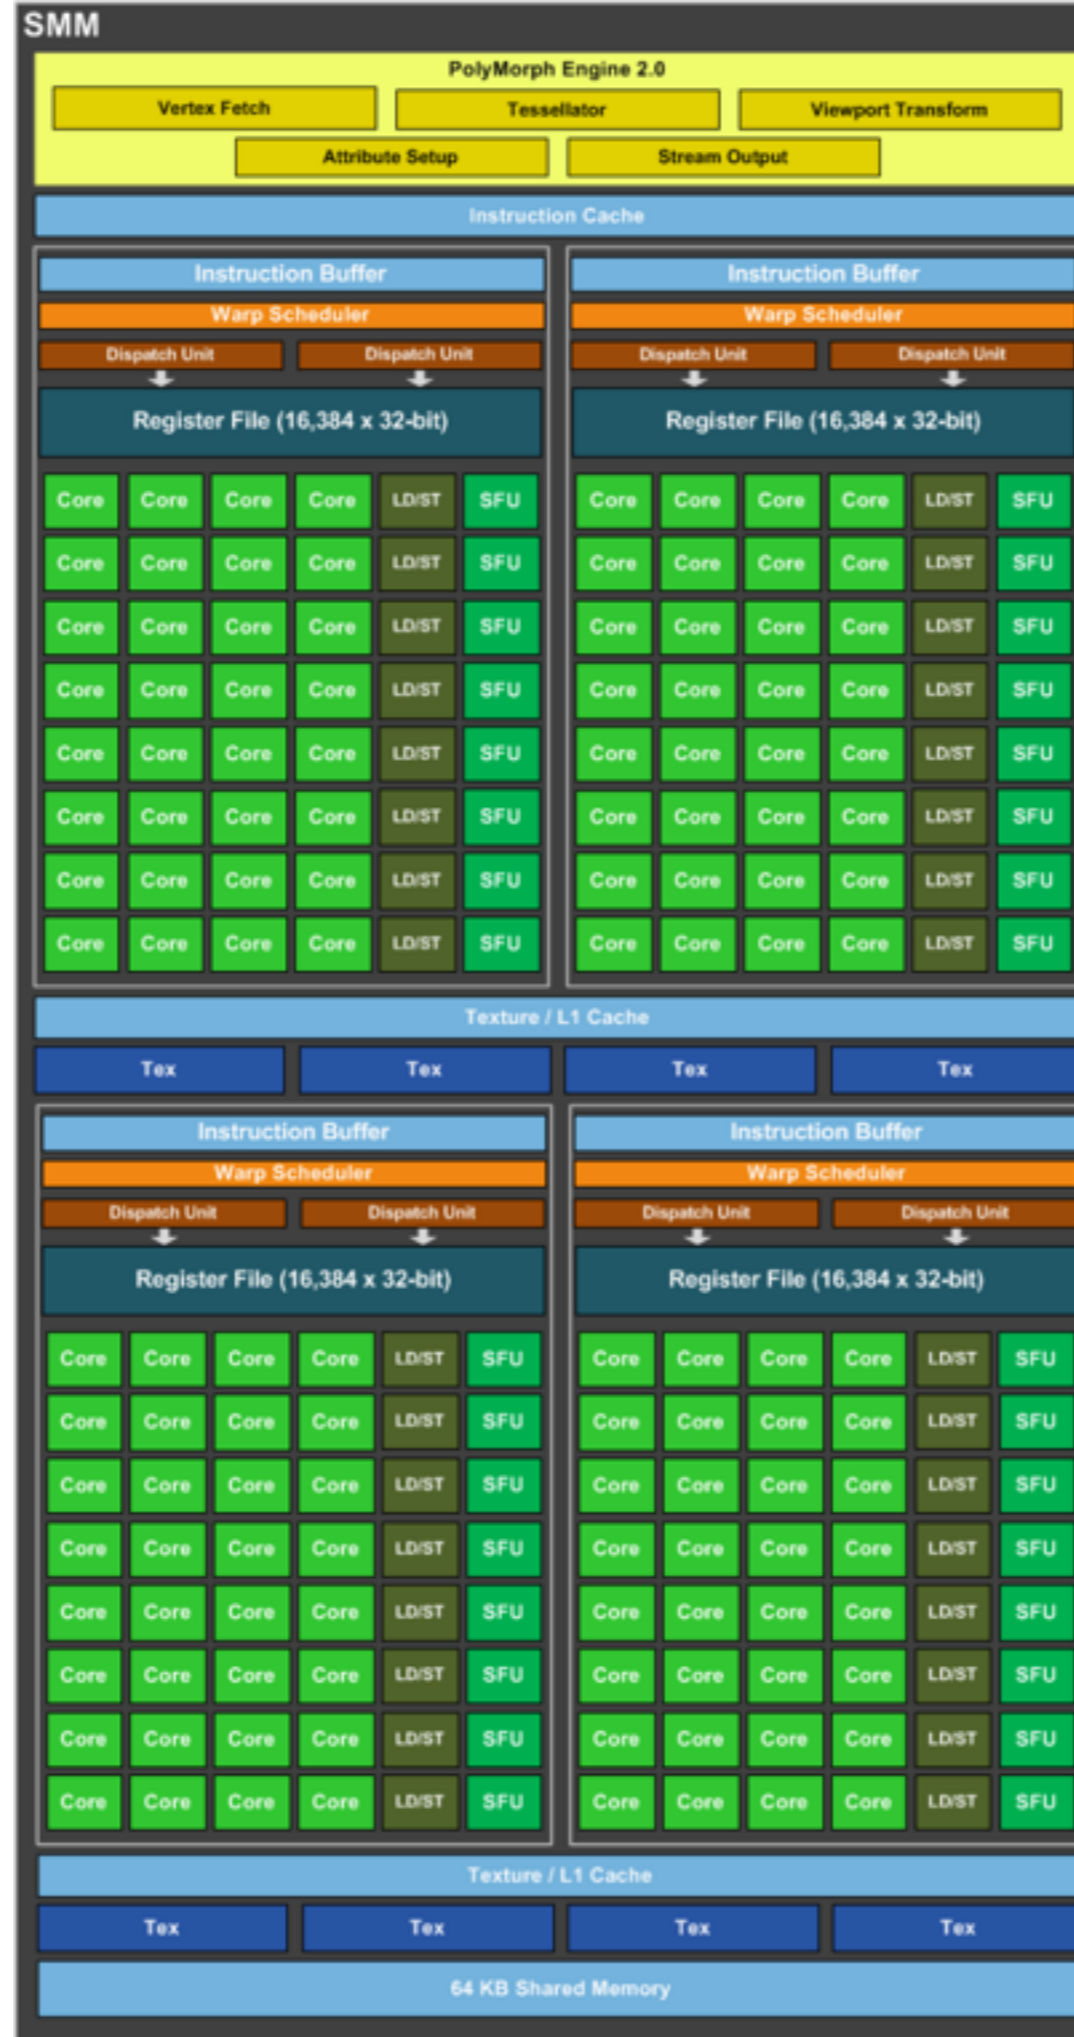 SMM
PolyMorph Engine 2.0
Vertex Fetch Tessellator Viewport Transform
Attribute Setup Stream Output
Instruction Cache
Instruction Buffer Instruction Buffer
Warp Scheduler Warp Scheduler
Dispatch Unit Dispatch Unit Dispatch Unit Dispatch Unit
Register File (16,384 x 32-bit) Register File (16,384 x 32-bit)
Core Core Core Core LD/ST SFU Core Core Core Core LD/ST SFU
Core Core Core Core LD/ST SFU Core Core Core Core LD/ST SFU
Core Core Core Core LD/ST SFU Core Core Core Core LD/ST SFU
Core Core Core Core LD/ST SFU Core Core Core Core LD/ST SFU
Core Core Core Core LD/ST SFU Core Core Core Core LD/ST SFU
Core Core Core Core LD/ST SFU Core Core Core Core LD/ST SFU
Core Core Core Core LD/ST SFU Core Core Core Core LD/ST SFU
Core Core Core Core LD/ST SFU Core Core Core Core LD/ST SFU
Texture / L1 Cache
Tex Tex Tex Tex
Instruction Buffer Instruction Buffer
Warp Scheduler Warp Scheduler
Dispatch Unit Dispatch Unit Dispatch Unit Dispatch Unit
Register File (16,384 x 32-bit) Register File (16,384 x 32-bit)
Core Core Core Core LD/ST SFU Core Core Core Core LD/ST SFU
Core Core Core Core LD/ST SFU Core Core Core Core LD/ST SFU
Core Core Core Core LD/ST SFU Core Core Core Core LD/ST SFU
Core Core Core Core LD/ST SFU Core Core Core Core LD/ST SFU
Core Core Core Core LD/ST SFU Core Core Core Core LD/ST SFU
Core Core Core Core LD/ST SFU Core Core Core Core LD/ST SFU
Core Core Core Core LD/ST SFU Core Core Core Core LD/ST SFU
Core Core Core Core LD/ST SFU Core Core Core Core LD/ST SFU
Texture / L1 Cache
Tex Tex Tex Tex
64 KB Shared Memory